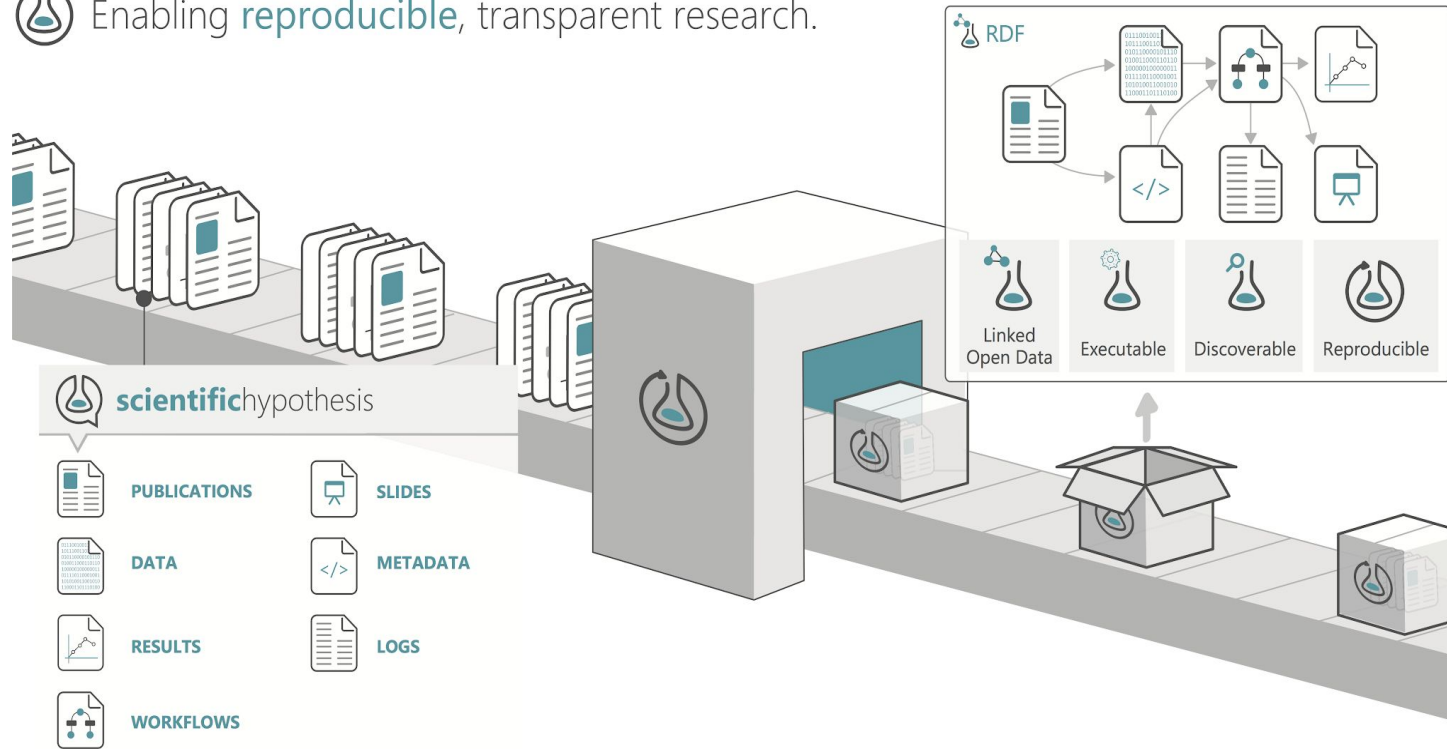 Enabling reproducible, transparent research.
RDF
0111001001
</>
Linked
Open Data
Executable
Discoverable
Reproducible
scientifichypothesis
PUBLICATIONS
SLIDES
DATA
</>
METADATA
RESULTS
LOGS
WORKFLOWS